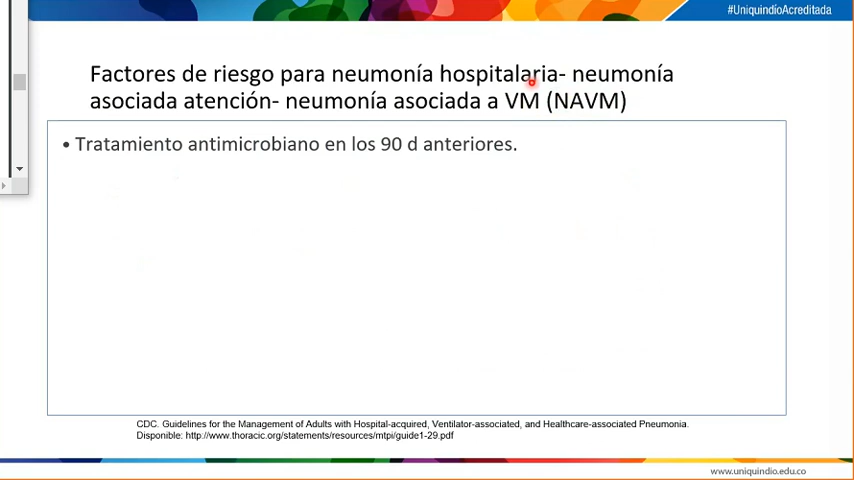 #UniquindíoAcreditada
Factores de riesgo para neumonía hospitalaria- neumonía
asociada atención- neumonía asociada a VM (NAVM)
• Tratamiento antimicrobiano en los 90 d anteriores.
CDC. Guidelines for the Management of Adults with Hospital-acquired, Ventilator-associated, and Healthcare-associated Pneumonia.
Disponible: http://www.thoracic.org/statements/resources/mtpi/guide1-29.pdf
www.uniquindio.edu.co